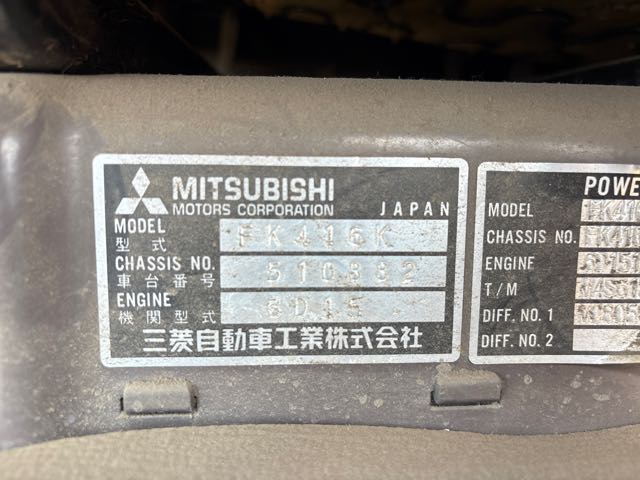 MITSUBISHI
MOTORS CORPORATION JAPAN
MODEL
型式 FK416K
CHASSIS NO.
車台番号 510382
ENGINE
機関型式 6D15
三菱自動車工業株式会社
POWE
MODEL
CHASSIS NO.
ENGINE
T/M
DIFF. NO. 1
DIFF. NO. 2